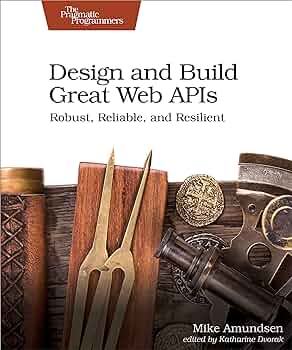 The
Pragmatic
Programmers
Design and Build
Great Web APIs
Robust, Reliable, and Resilient
Mike Amundsen
edited by Katharine Dvorak